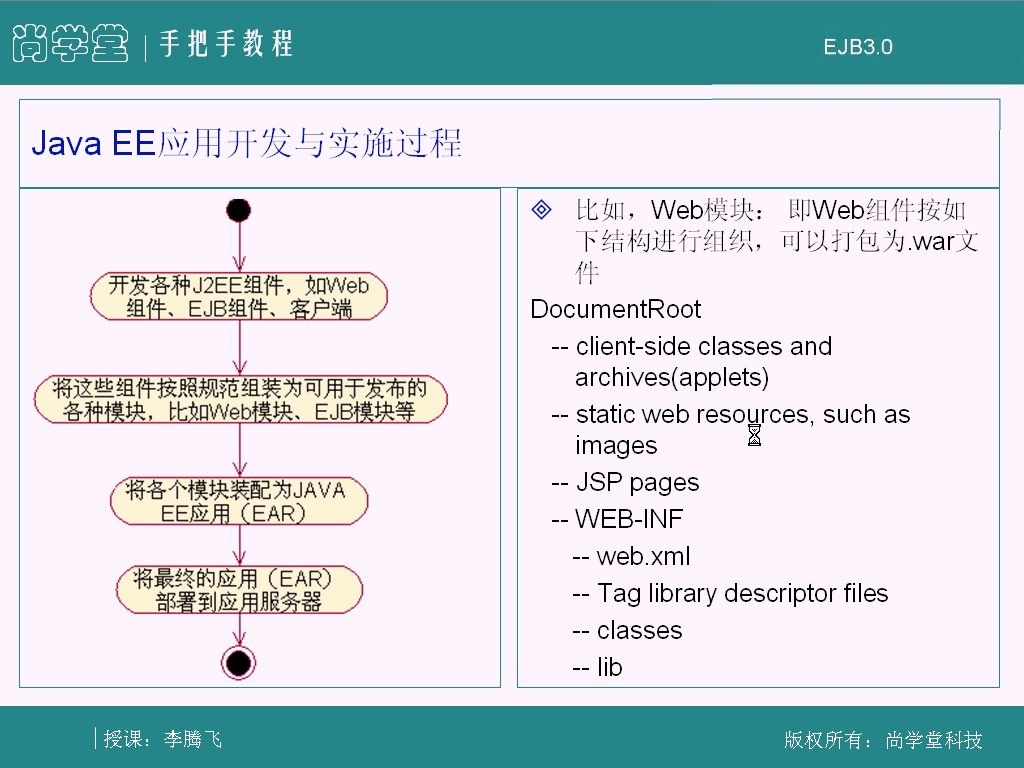 尚学堂 | 手把手教程
EJB3.0
Java EE应用开发与实施过程
开发各种J2EE组件，如Web
组件、EJB组件、客户端
将这些组件按照规范组装为可用于发布的
各种模块，比如Web模块、EJB模块等
将各个模块装配为JAVA
EE应用（EAR）
将最终的应用（EAR）
部署到应用服务器
比如，Web模块： 即Web组件按如
下结构进行组织，可以打包为.war文
件
DocumentRoot
-- client-side classes and
archives(applets)
-- static web resources, such as
images
-- JSP pages
-- WEB-INF
-- web.xml
-- Tag library descriptor files
-- classes
-- lib
授课：李腾飞
版权所有：尚学堂科技